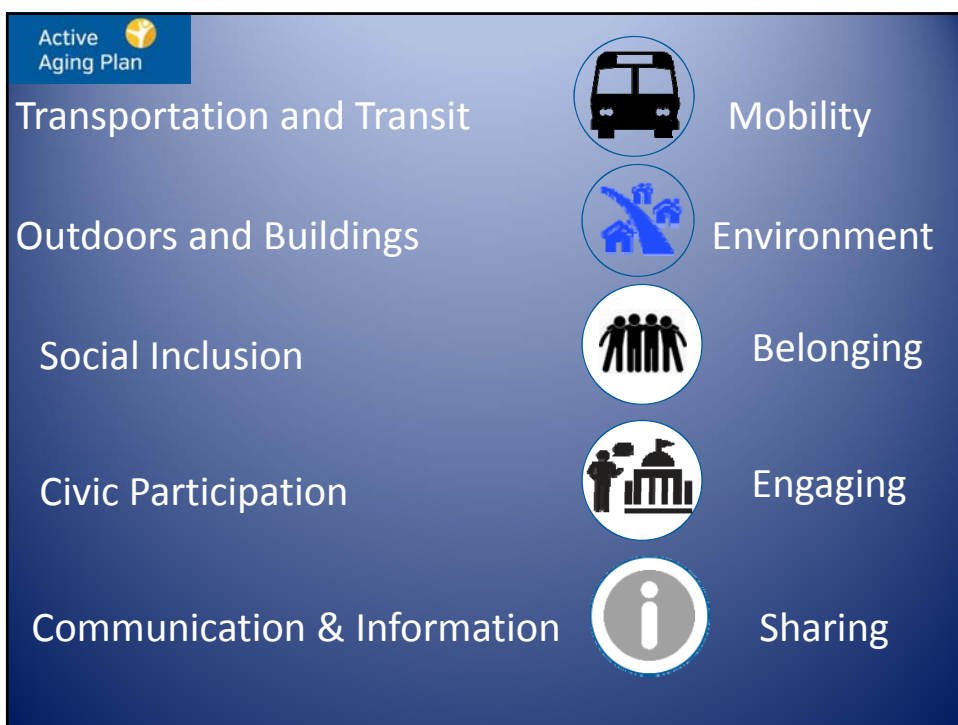 Active
Aging Plan
Transportation and Transit Mobility
Outdoors and Buildings Environment
Social Inclusion Belonging
Civic Participation Engaging
Communication & Information Sharing